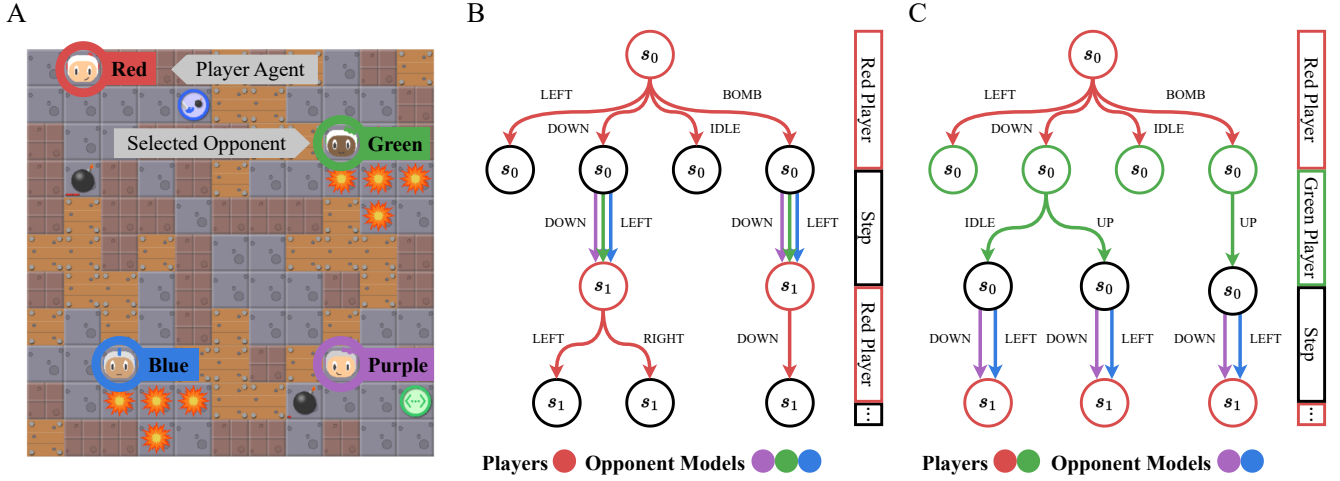 A
Red
Player Agent
Selected Opponent
Green
Blue
Purple
B
s₀
LEFT
DOWN
IDLE
BOMB
s₀
s₀
s₀
s₀
DOWN
LEFT
DOWN
LEFT
s₁
s₁
LEFT
RIGHT
DOWN
s₁
s₁
s₁
Red Player
Step
Red Player
...
Players
Opponent Models
C
s₀
LEFT
DOWN
IDLE
BOMB
s₀
s₀
s₀
s₀
IDLE
UP
UP
s₀
s₀
s₀
DOWN
LEFT
DOWN
LEFT
DOWN
LEFT
s₁
s₁
s₁
Red Player
Green Player
Step
...
Players
Opponent Models